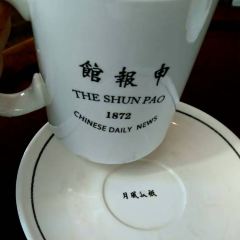 館報申
THE SHUN PAO
1872
CHINESE DAILY NEWS